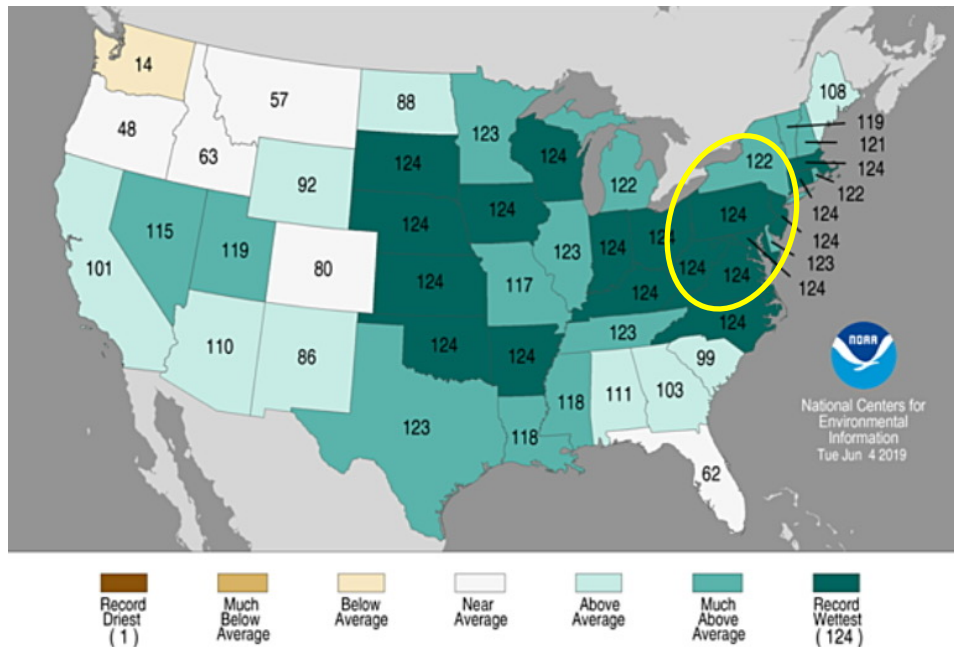 14
57
88
123
108
48
63
124
124
119
121
122
122
124
92
122
115
119
124
124
124
124
124
123
124
124
123
101
80
124
117
123
124
124
124
124
124
110
86
124
124
123
124
99
123
118
118
111
103
62
NOAA
National Centers for
Environmental
Information
Tue Jun 4 2019
Record
Driest
( 1 )
Much
Below
Average
Below
Average
Near
Average
Above
Average
Much
Above
Average
Record
Wettest
( 124 )